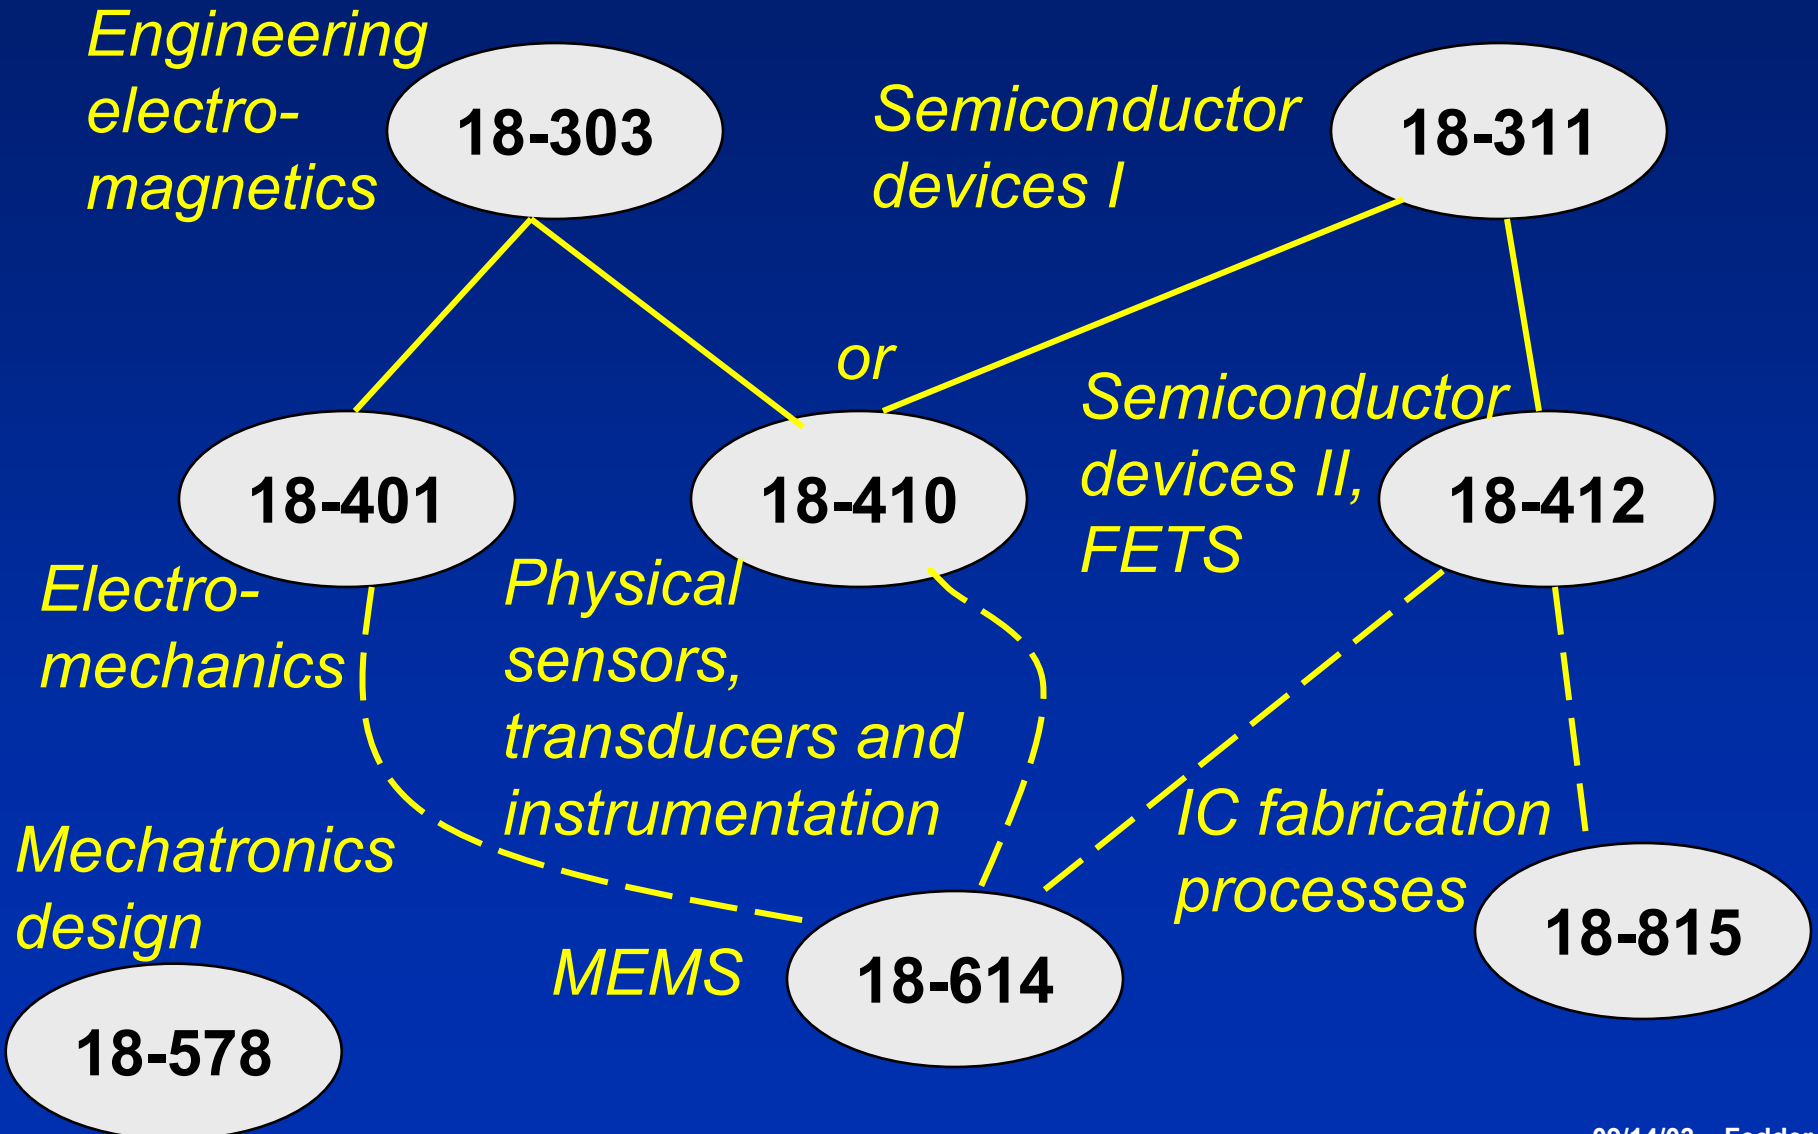 Engineering
electro-
magnetics
18-303
Semiconductor
devices I
18-311
or
18-401
18-410
Semiconductor
devices II,
FETS
18-412
Electro-
mechanics
Physical
sensors,
transducers and
instrumentation
IC fabrication
processes
18-815
Mechatronics
design
18-578
MEMS
18-614